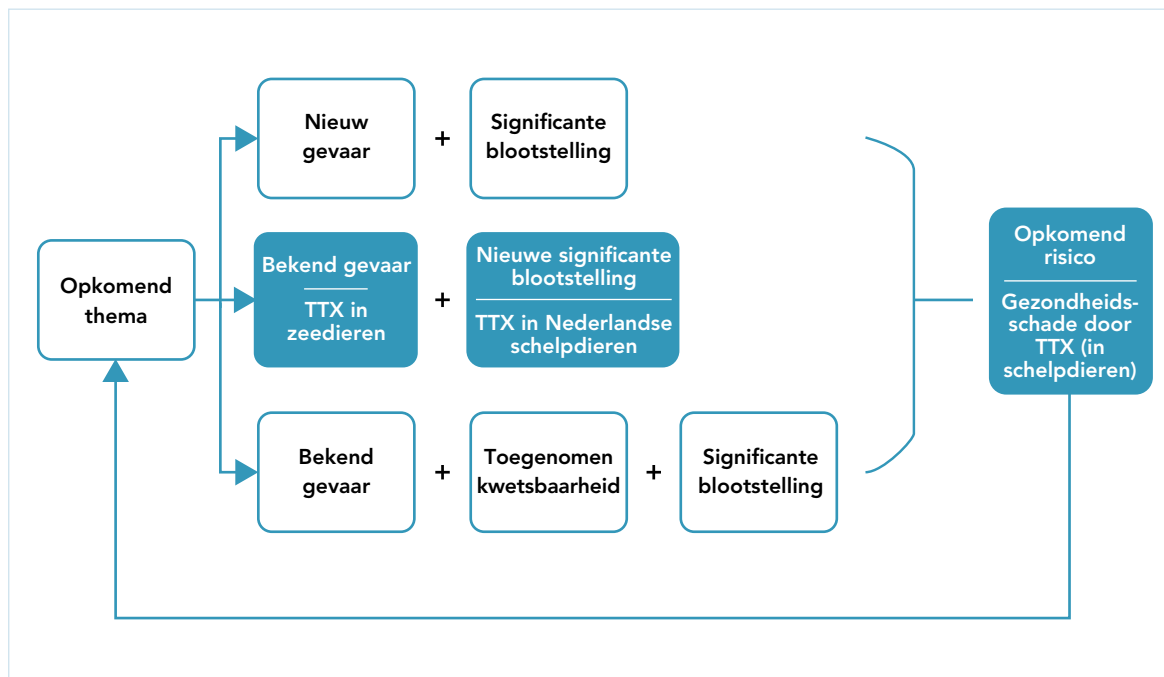 Nieuw
gevaar
+
Significante
blootstelling
Opkomend
thema
Bekend gevaar
TTX in
zeedieren
+
Nieuwe significante
blootstelling
TTX in Nederlandse
schelpdieren
Opkomend
risico
Gezondheids-
schade door
TTX (in
schelpdieren)
Bekend
gevaar
+
Toegenomen
kwetsbaarheid
+
Significante
blootstelling